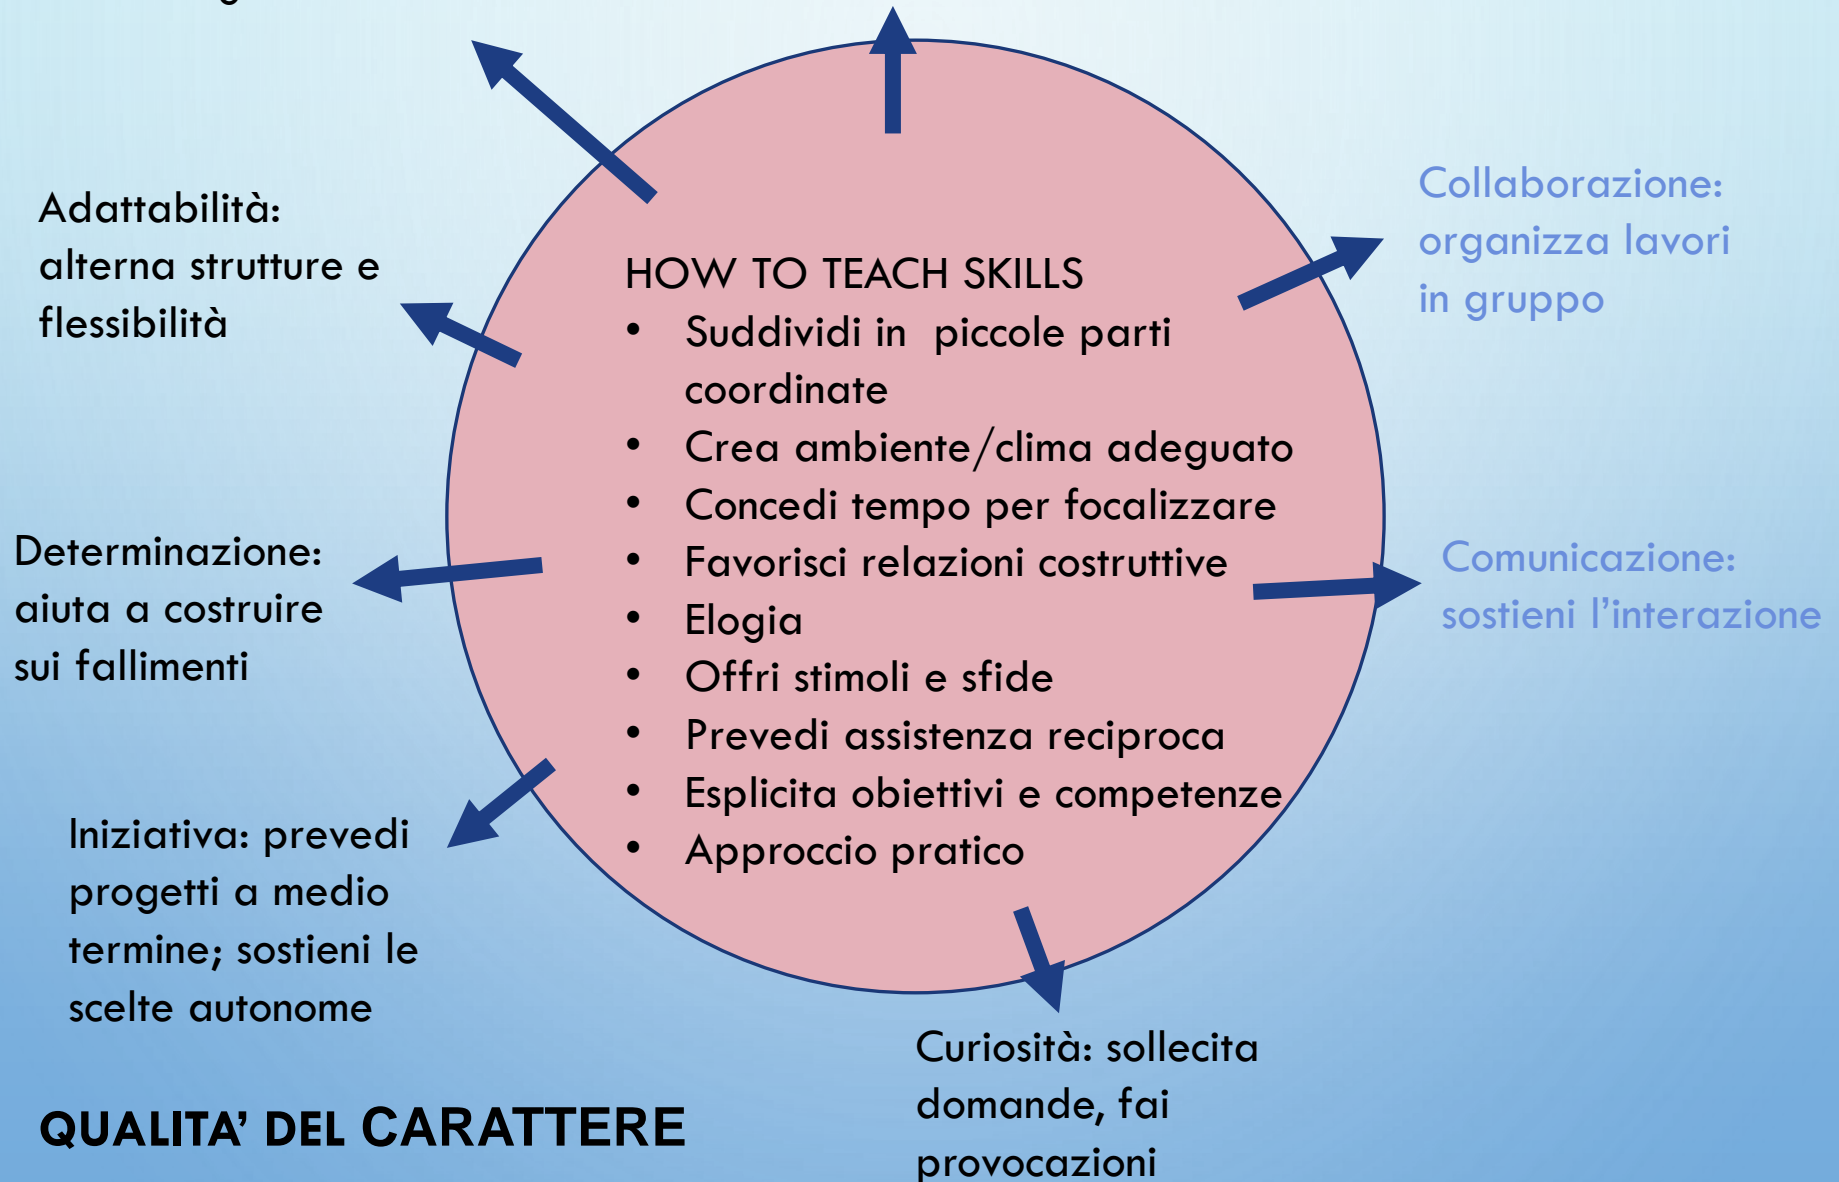 Adattabilità:
alterna strutture e
flessibilità
Determinazione:
aiuta a costruire
sui fallimenti
Iniziativa: prevedi
progetti a medio
termine; sostieni le
scelte autonome
QUALITA' DEL CARATTERE
HOW TO TEACH SKILLS
• Suddividi in piccole parti
coordinate
• Crea ambiente/clima adeguato
• Concedi tempo per focalizzare
• Favorisci relazioni costruttive
• Elogia
• Offri stimoli e sfide
• Prevedi assistenza reciproca
• Esplicita obiettivi e competenze
• Approccio pratico
Collaborazione:
organizza lavori
in gruppo
Comunicazione:
sostieni l'interazione
Curiosità: sollecita
domande, fai
provocazioni